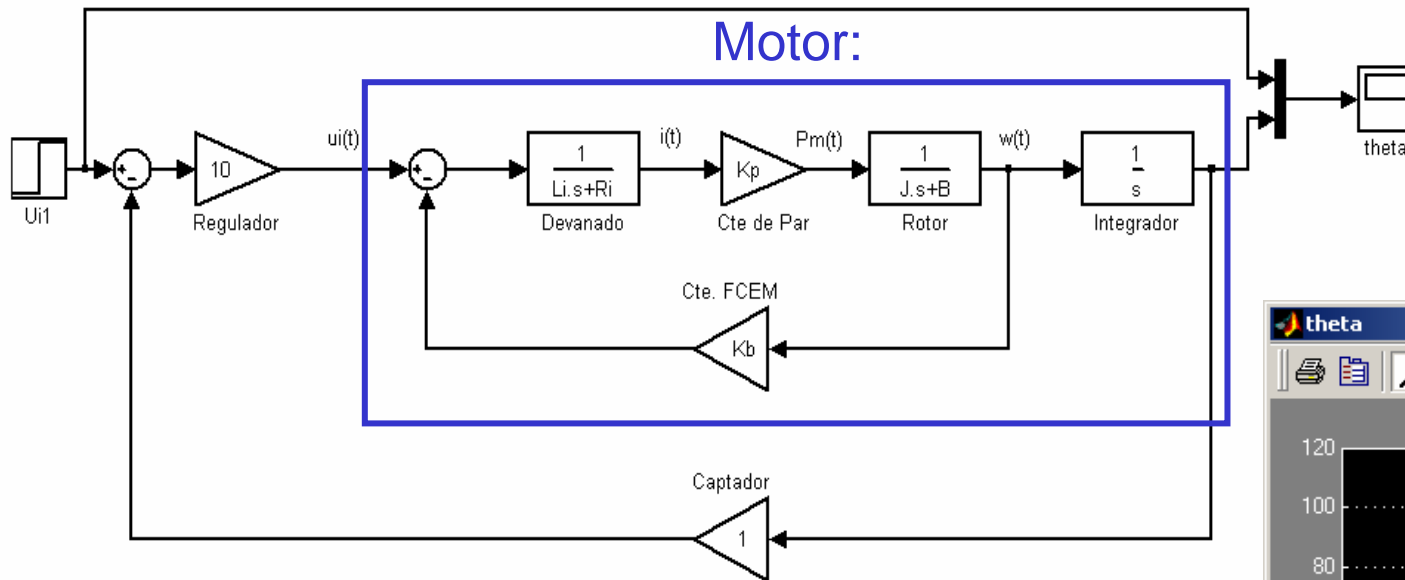 Motor:
ui(t)
i(t)
Pm(t)
w(t)
10
1
Li.s+Ri
Kp
1
J.s+B
1
s
theta
Ui1
Regulador
Devanado
Cte de Par
Rotor
Integrador
Cte. FCEM
Kb
theta
Captador
1
120
100
80